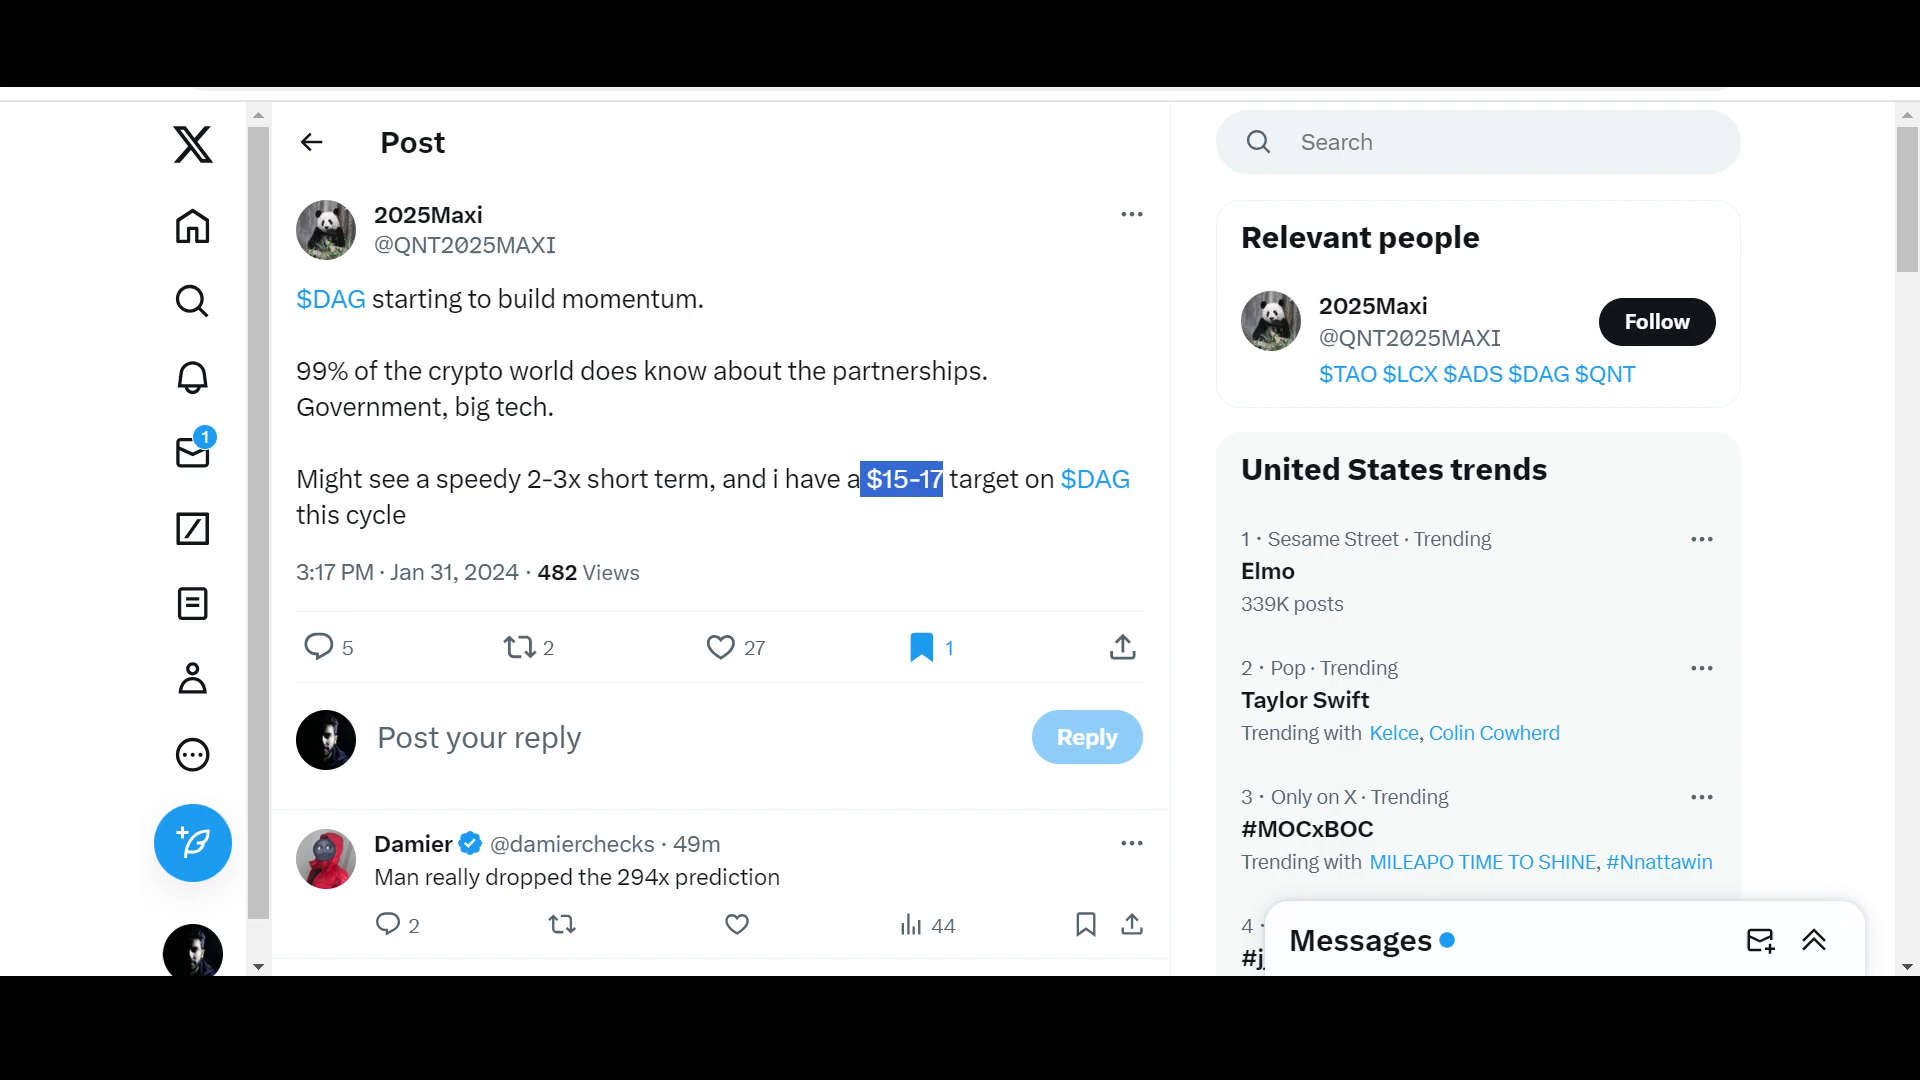 Post
Search
2025Maxi
@QNT2025MAXI
$DAG starting to build momentum.
99% of the crypto world does know about the partnerships.
Government, big tech.
Might see a speedy 2-3x short term, and i have a $15-17 target on $DAG
this cycle
3:17 PM · Jan 31, 2024 · 482 Views
5
2
27
1
Post your reply
Reply
Damier @damierchecks · 49m
Man really dropped the 294x prediction
2
44
1
Relevant people
2025Maxi
@QNT2025MAXI
Follow
$TAO $LCX $ADS $DAG $QNT
United States trends
1 · Sesame Street · Trending
Elmo
339K posts
2 · Pop · Trending
Taylor Swift
Trending with Kelce, Colin Cowherd
3 · Only on X · Trending
#MOCxBOC
Trending with MILEAPO TIME TO SHINE, #Nnattawin
4 ·
Messages